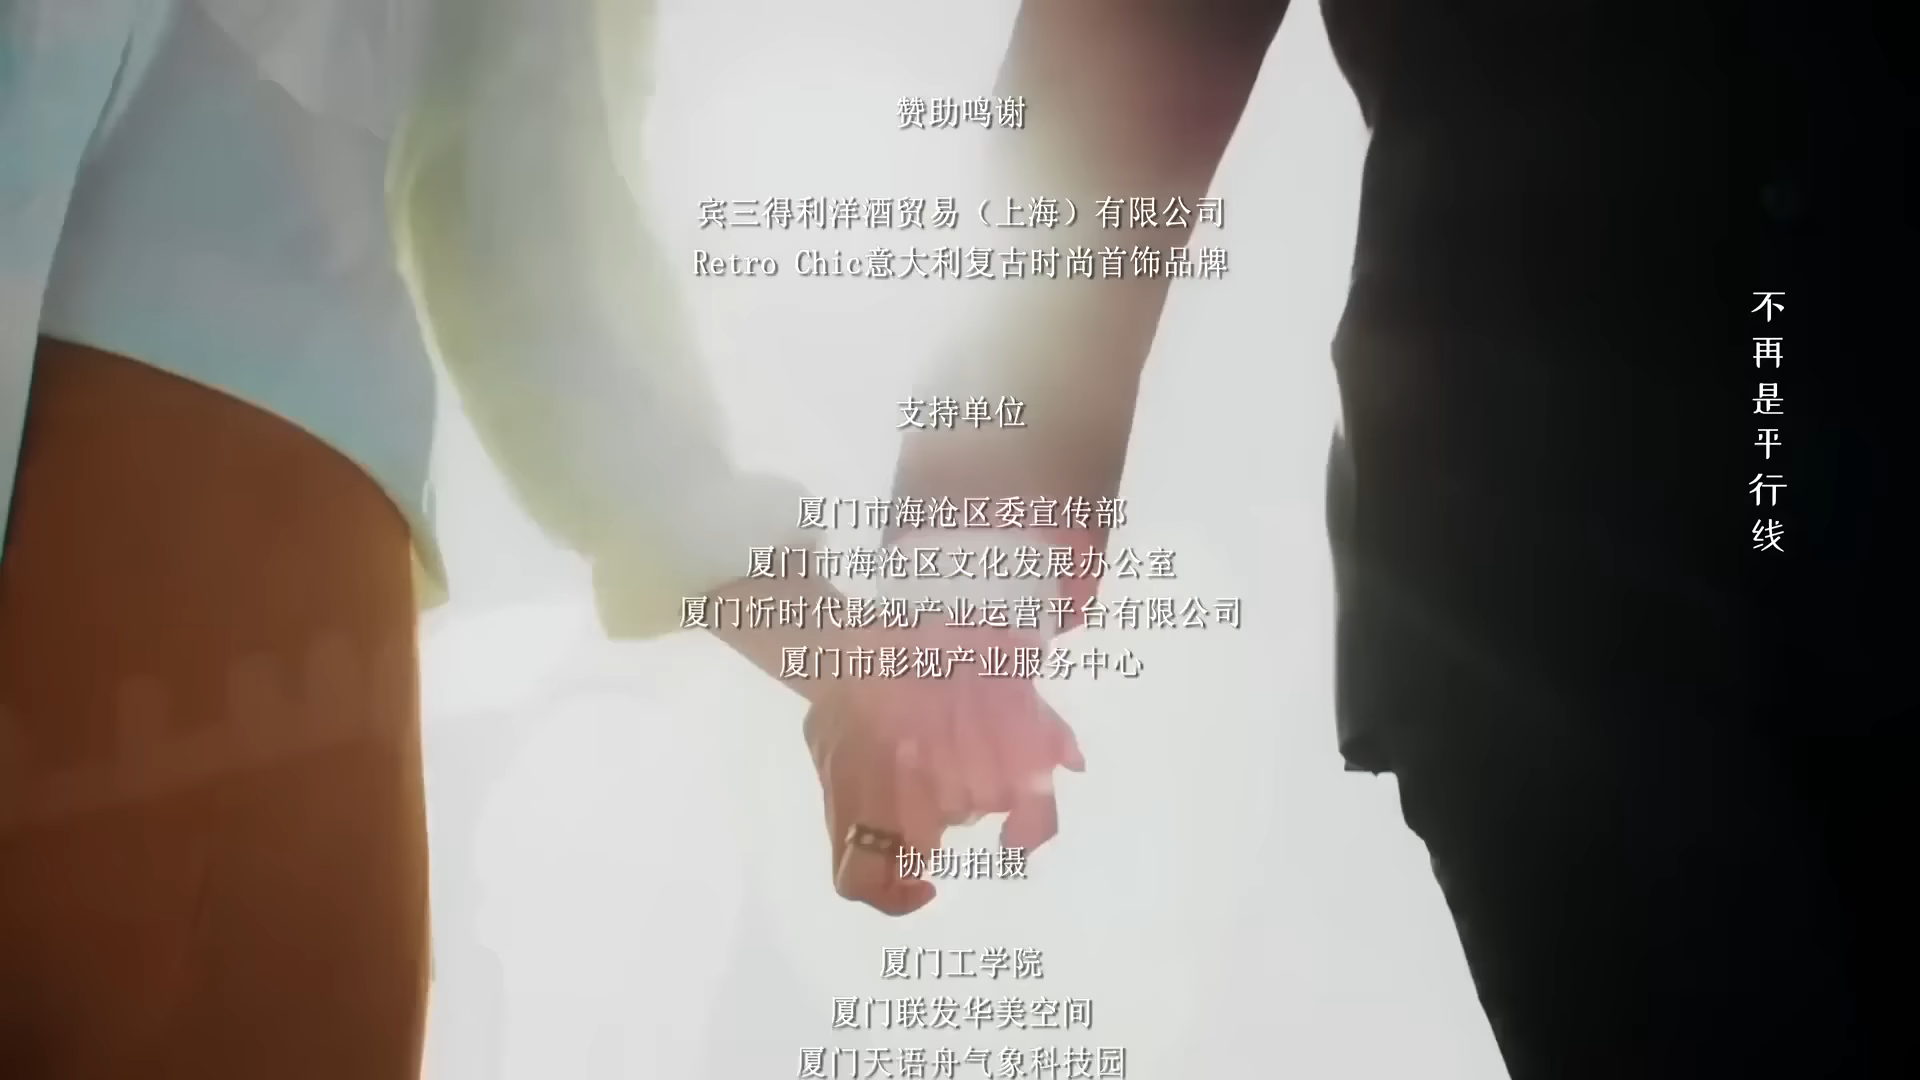 赞助鸣谢
宾三得利洋酒贸易（上海）有限公司
Retro Chic意大利复古时尚首饰品牌
支持单位
厦门市海沧区委宣传部
厦门市海沧区文化发展办公室
厦门忻时代影视产业运营平台有限公司
厦门市影视产业服务中心
协助拍摄
厦门工学院
厦门联发华美空间
厦门天语舟气象科技园
不再是平行线